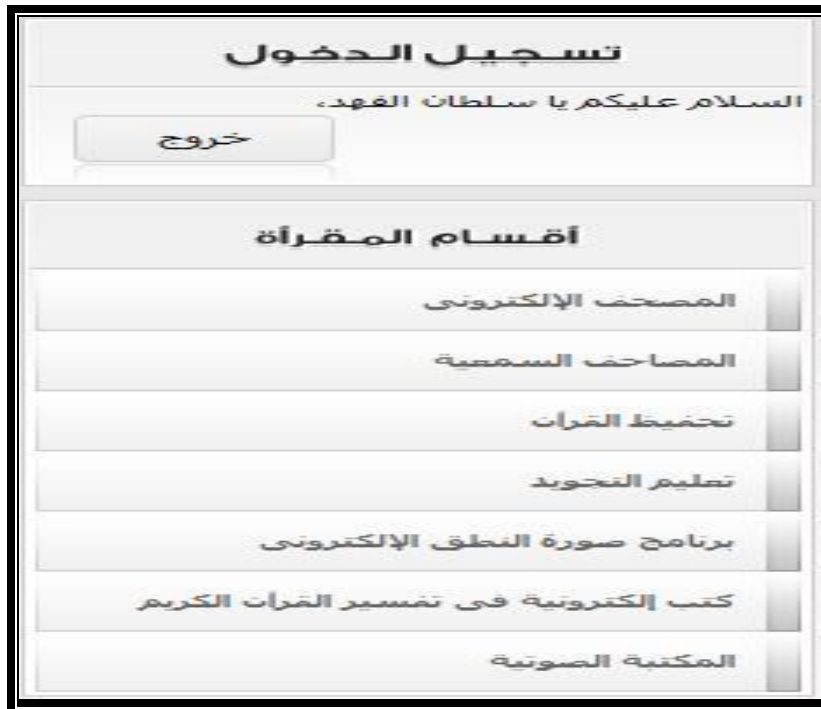 تسجيل الدخول
السلام عليكم يا سلطان الفهد،
خروج
أقسام المقرأة
المصحف الإلكترونى
المصاحف السمعية
تحفيظ القرآن
تعليم التجويد
برنامج صورة النطق الإلكترونى
كتب إلكترونية فى تفسير القرآن الكريم
المكتبة الصوتية